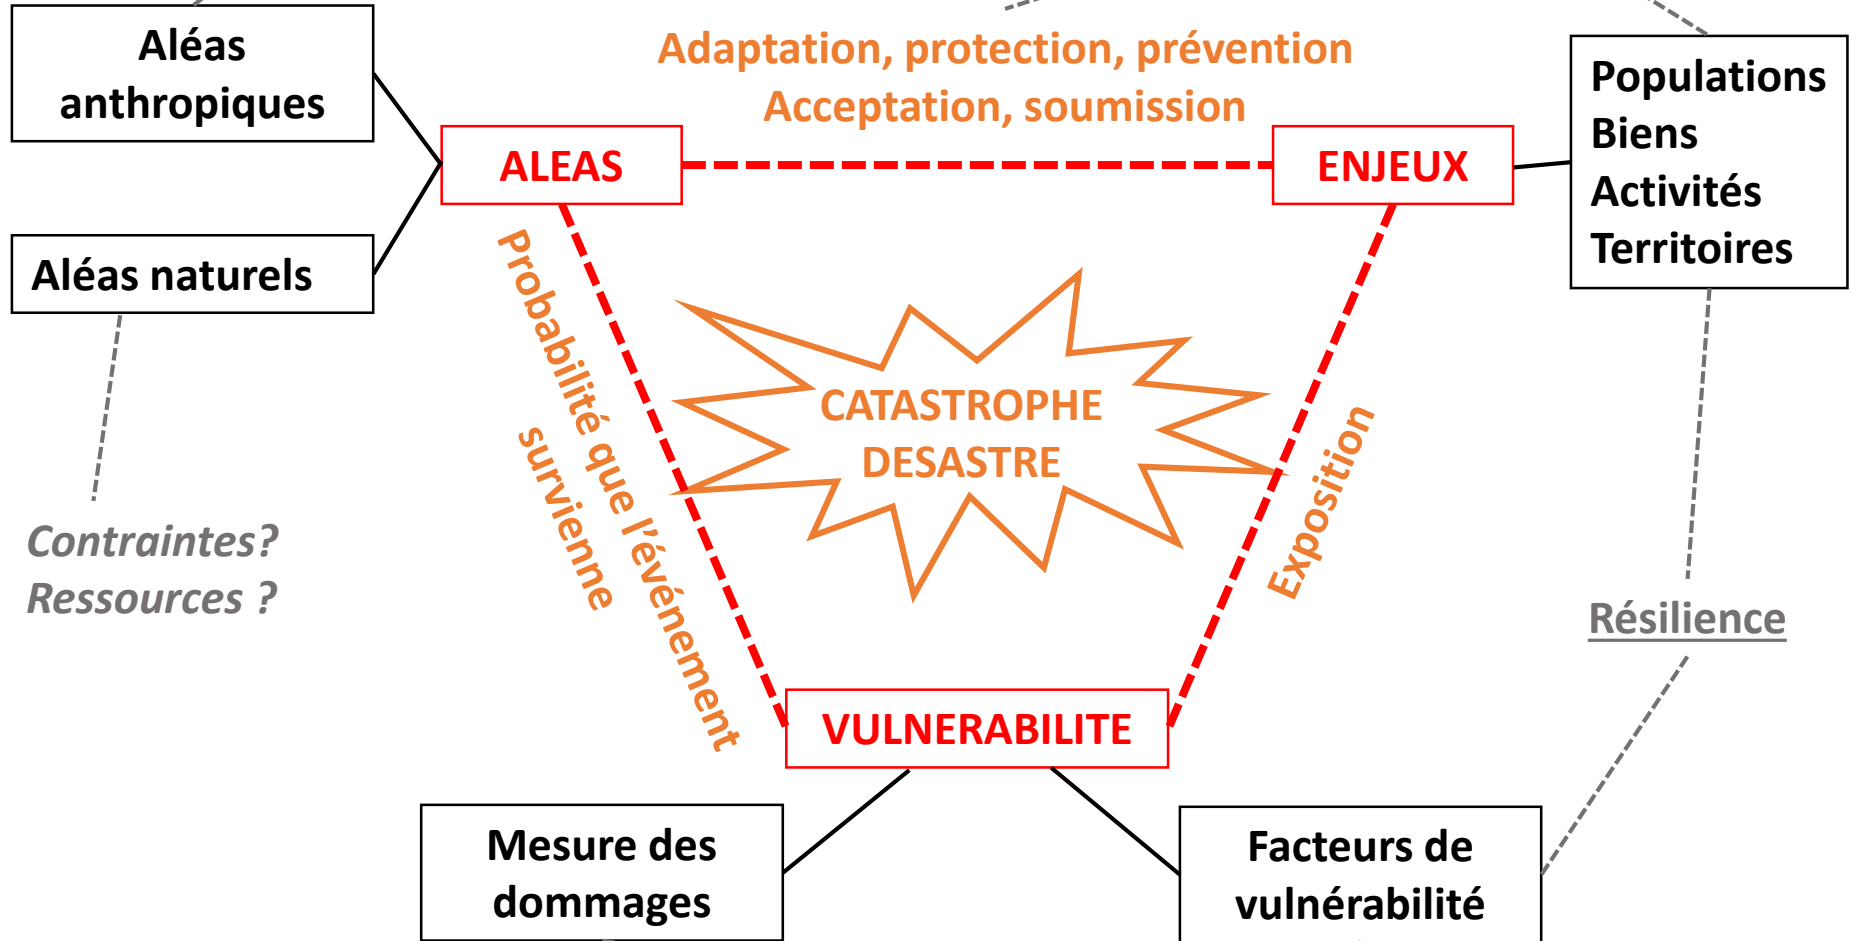 Aléas
anthropiques
Adaptation, protection, prévention
Acceptation, soumission
Populations
Biens
Activités
Territoires
ALEAS
ENJEUX
Aléas naturels
Probabilité que l'événement
survienne
CATASTROPHE
DESASTRE
Exposition
Contraintes?
Ressources ?
Résilience
VULNERABILITE
Mesure des
dommages
Facteurs de
vulnérabilité